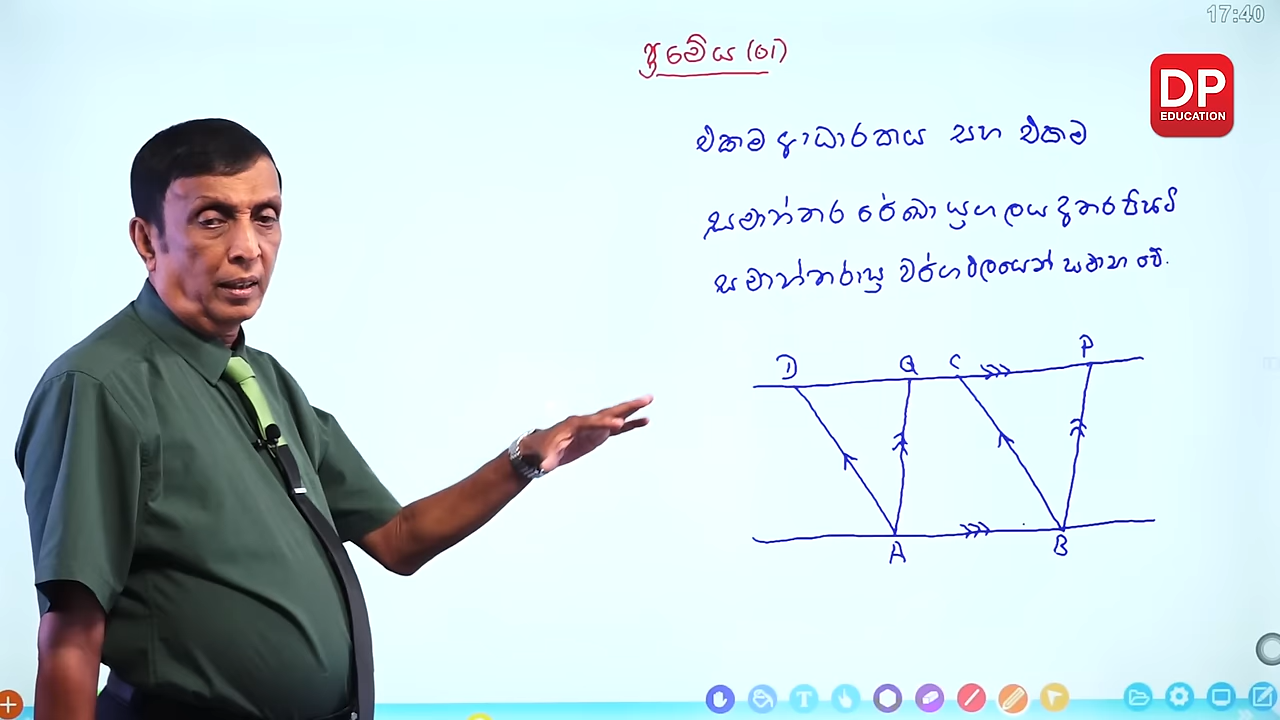 17:40
ප්‍රමේය (01)
DP
EDUCATION
එකම ආධාරකය සහ එකම
සමාන්තර රේඛා යුගලය අතර පිහිටි
සමාන්තරාස්‍ර වර්ගඵලයෙන් සමාන වේ.
D Q C P
A B